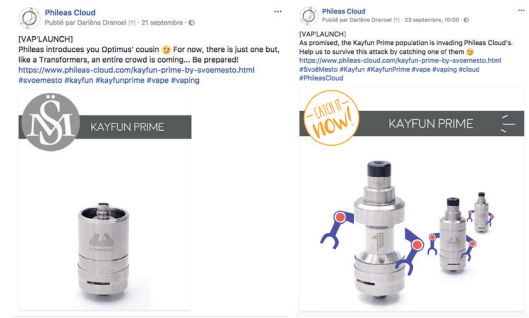 Phileas Cloud
Publié par Darlène Dranoel [?] · 21 septembre ·
[VAP'LAUNCH]
Phileas introduces you Optimus' cousin 😉 For now, there is just one but,
like a Transformers, an entire crowd is coming... Be prepared!
https://www.phileas-cloud.com/kayfun-prime-by-svoemesto.html
#svoemesto #kayfun #kayfunprime #vape #vaping
SM
KAYFUN PRIME
Phileas Cloud
Publié par Darlène Dranoel [?] · 23 septembre, 10:00 ·
[VAP'LAUNCH]
As promised, the Kayfun Prime population is invading Phileas Cloud's.
Help us to survive this attack by catching one of them 😉
https://www.phileas-cloud.com/kayfun-prime-by-svoemesto.html
#SvoëMesto #Kayfun #KayfunPrime #vape #vaping #cloud
#PhileasCloud
CATCH IT
NOW!
KAYFUN PRIME